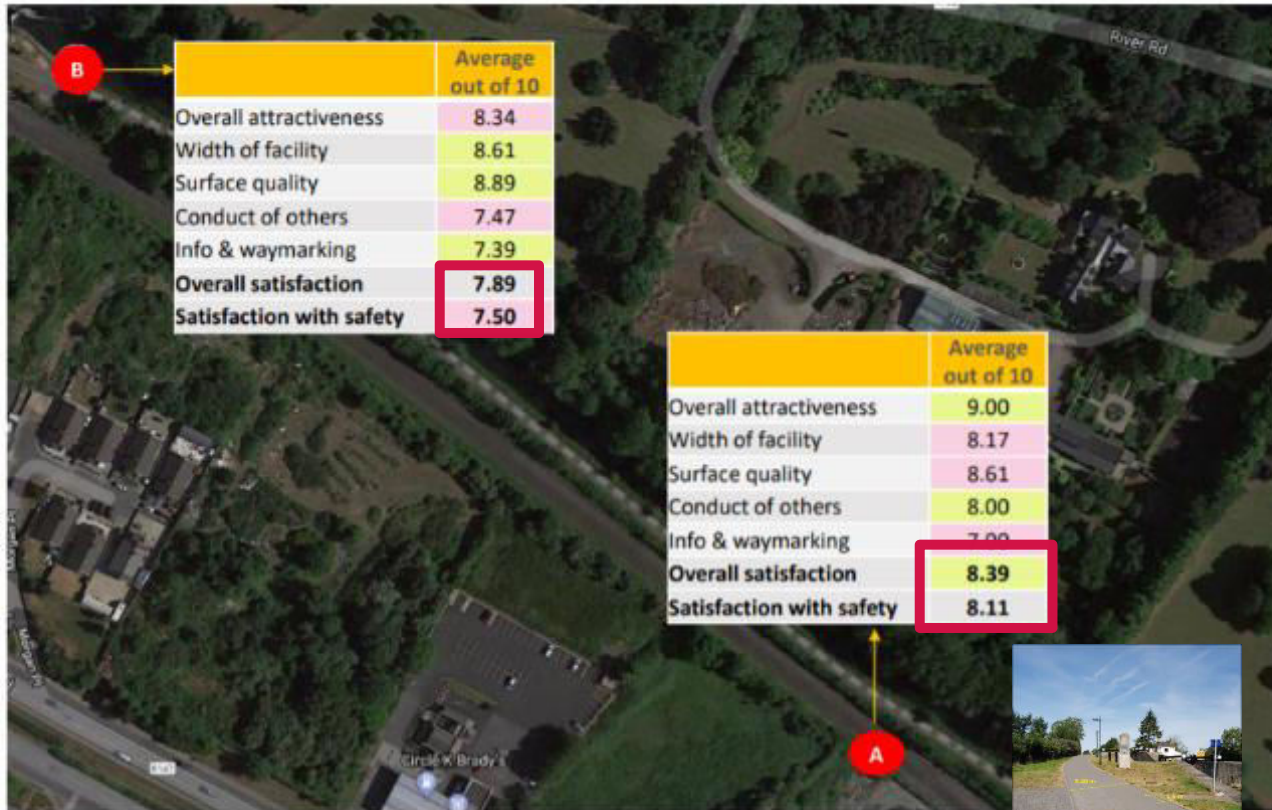 River Rd
B
Average
out of 10
Overall attractiveness 8.34
Width of facility 8.61
Surface quality 8.89
Conduct of others 7.47
Info & waymarking 7.39
Overall satisfaction 7.89
Satisfaction with safety 7.50
Average
out of 10
Overall attractiveness 9.00
Width of facility 8.17
Surface quality 8.61
Conduct of others 8.00
Info & waymarking
Overall satisfaction 8.39
Satisfaction with safety 8.11
Circle K Brady's
A